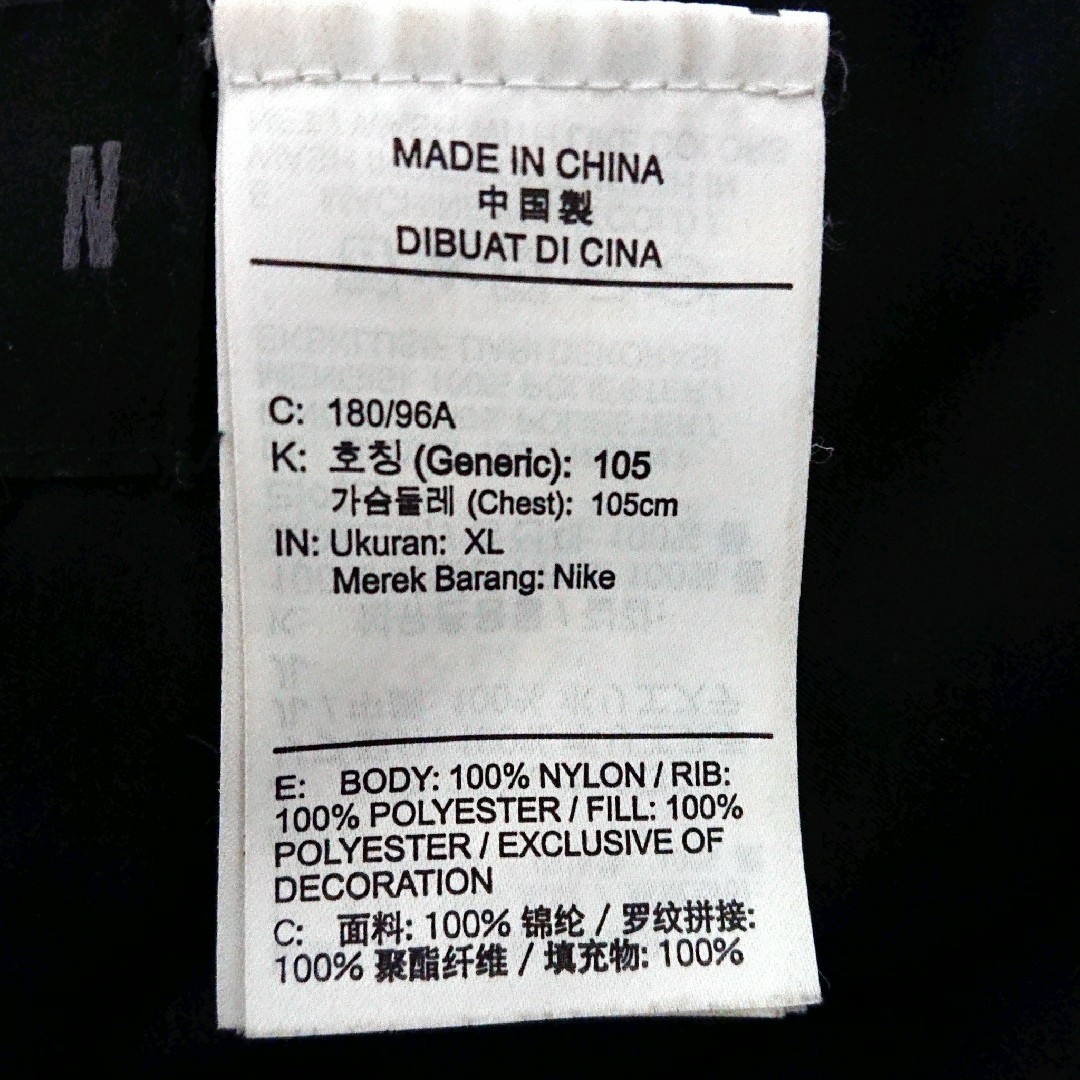 N
MADE IN CHINA
中国製
DIBUAT DI CINA
C: 180/96A
K: 호칭 (Generic): 105
가슴둘레 (Chest): 105cm
IN: Ukuran: XL
Merek Barang: Nike
E: BODY: 100% NYLON / RIB:
100% POLYESTER / FILL: 100%
POLYESTER / EXCLUSIVE OF
DECORATION
C: 面料: 100% 锦纶 / 罗纹拼接:
100% 聚酯纤维 / 填充物: 100%